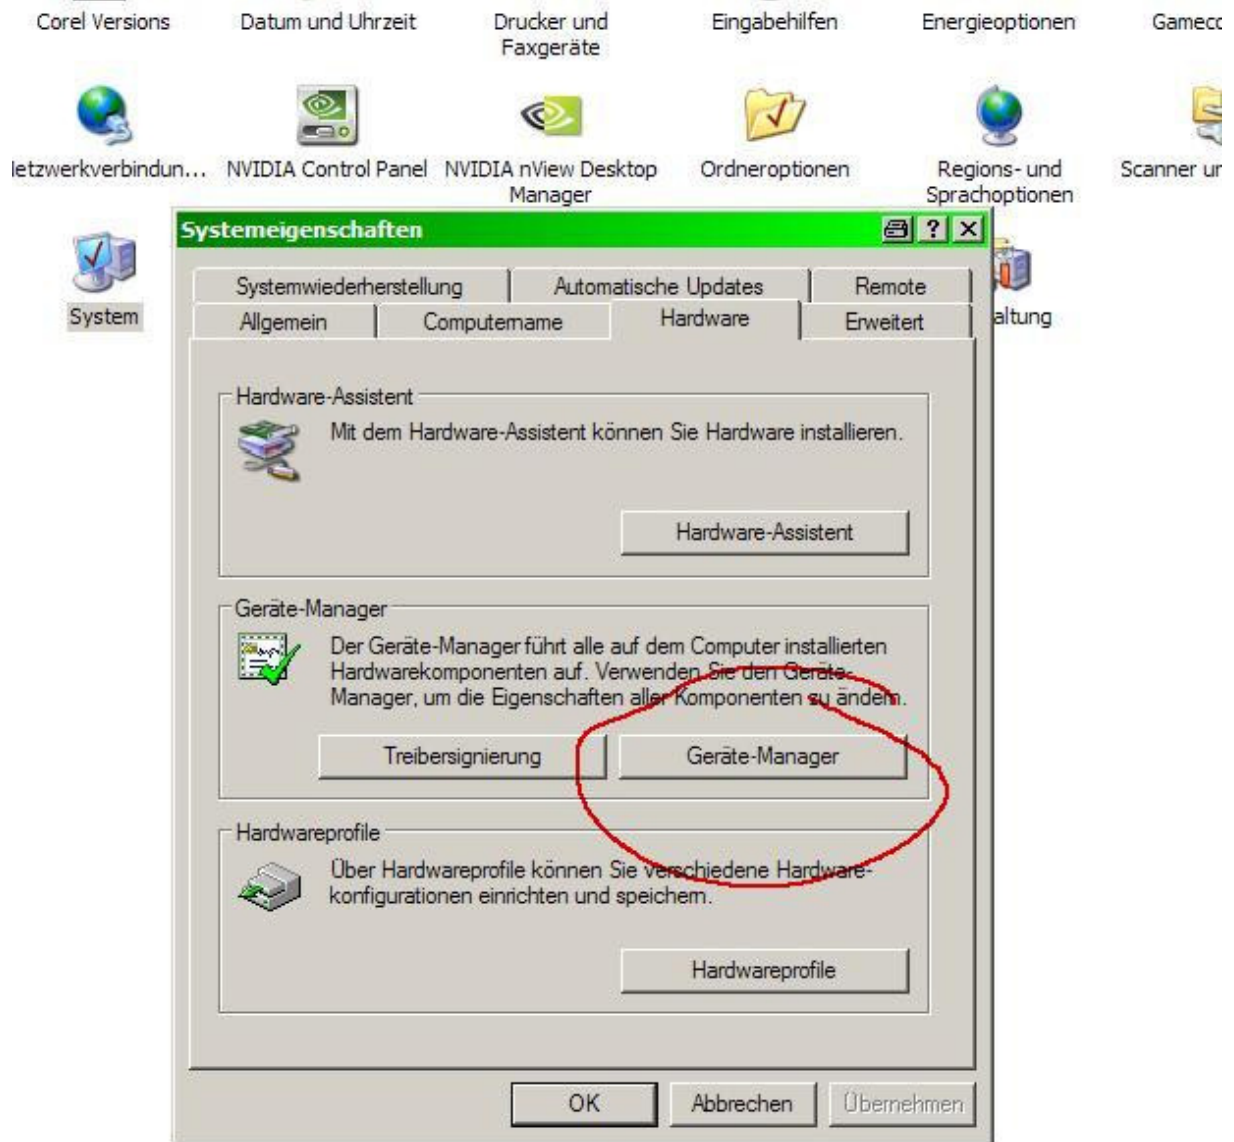 Corel Versions
Datum und Uhrzeit
Drucker und
Faxgeräte
Eingabehilfen
Energieoptionen
Gamecc
letzwerkverbindun...
NVIDIA Control Panel
NVIDIA nView Desktop
Manager
Ordneroptionen
Regions- und
Sprachoptionen
Scanner ur
System
altung
Systemeigenschaften
Systemwiederherstellung
Automatische Updates
Remote
Allgemein
Computername
Hardware
Erweitert
Hardware-Assistent
Mit dem Hardware-Assistent können Sie Hardware installieren.
Hardware-Assistent
Geräte-Manager
Der Geräte-Manager führt alle auf dem Computer installierten
Hardwarekomponenten auf. Verwenden Sie den Geräte-
Manager, um die Eigenschaften aller Komponenten zu ändern.
Treibersignierung
Geräte-Manager
Hardwareprofile
Über Hardwareprofile können Sie verschiedene Hardware-
konfigurationen einrichten und speichern.
Hardwareprofile
OK
Abbrechen
Übernehmen